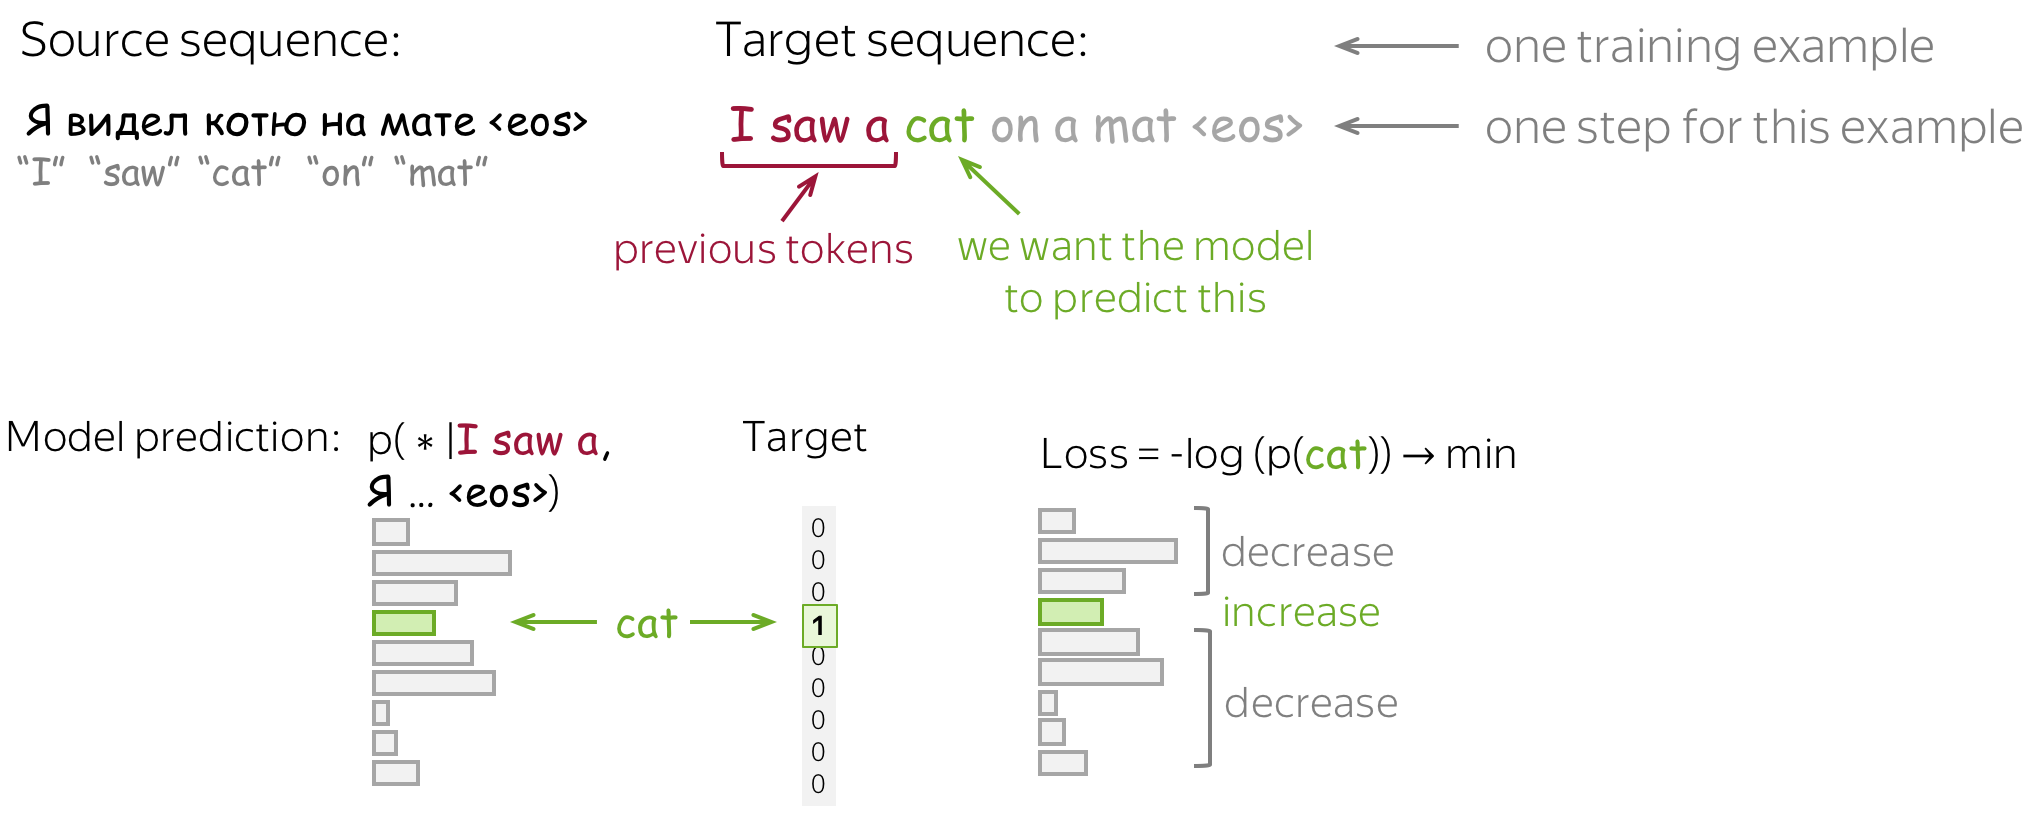 Source sequence:
Я видел котю на мате <eos>
“I” “saw” “cat” “on” “mat”
Target sequence:
I saw a cat on a mat <eos>
one training example
one step for this example
previous tokens
we want the model
to predict this
Model prediction:
p( * |I saw a,
Я ... <eos>)
Target
cat
0
0
0
1
0
0
0
0
0
Loss = -log (p(cat)) → min
decrease
increase
decrease